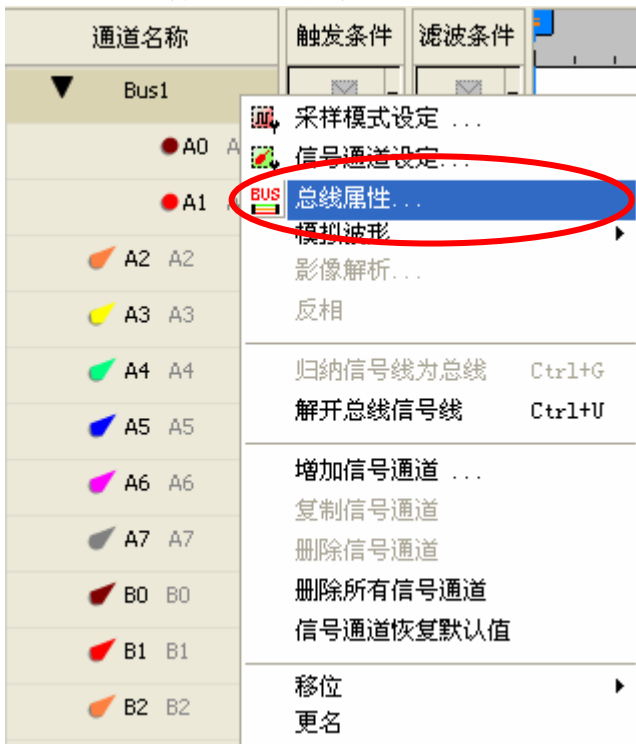 通道名称 触发条件 滤波条件
Bus1
A0 A
A1
A2 A2
A3 A3
A4 A4
A5 A5
A6 A6
A7 A7
B0 B0
B1 B1
B2 B2
采样模式设定 ...
信号通道设定...
BUS 总线属性...
模拟波形
影像解析...
反相
归纳信号线为总线 Ctrl+G
解开总线信号线 Ctrl+U
增加信号通道 ...
复制信号通道
删除信号通道
删除所有信号通道
信号通道恢复默认值
移位
更名